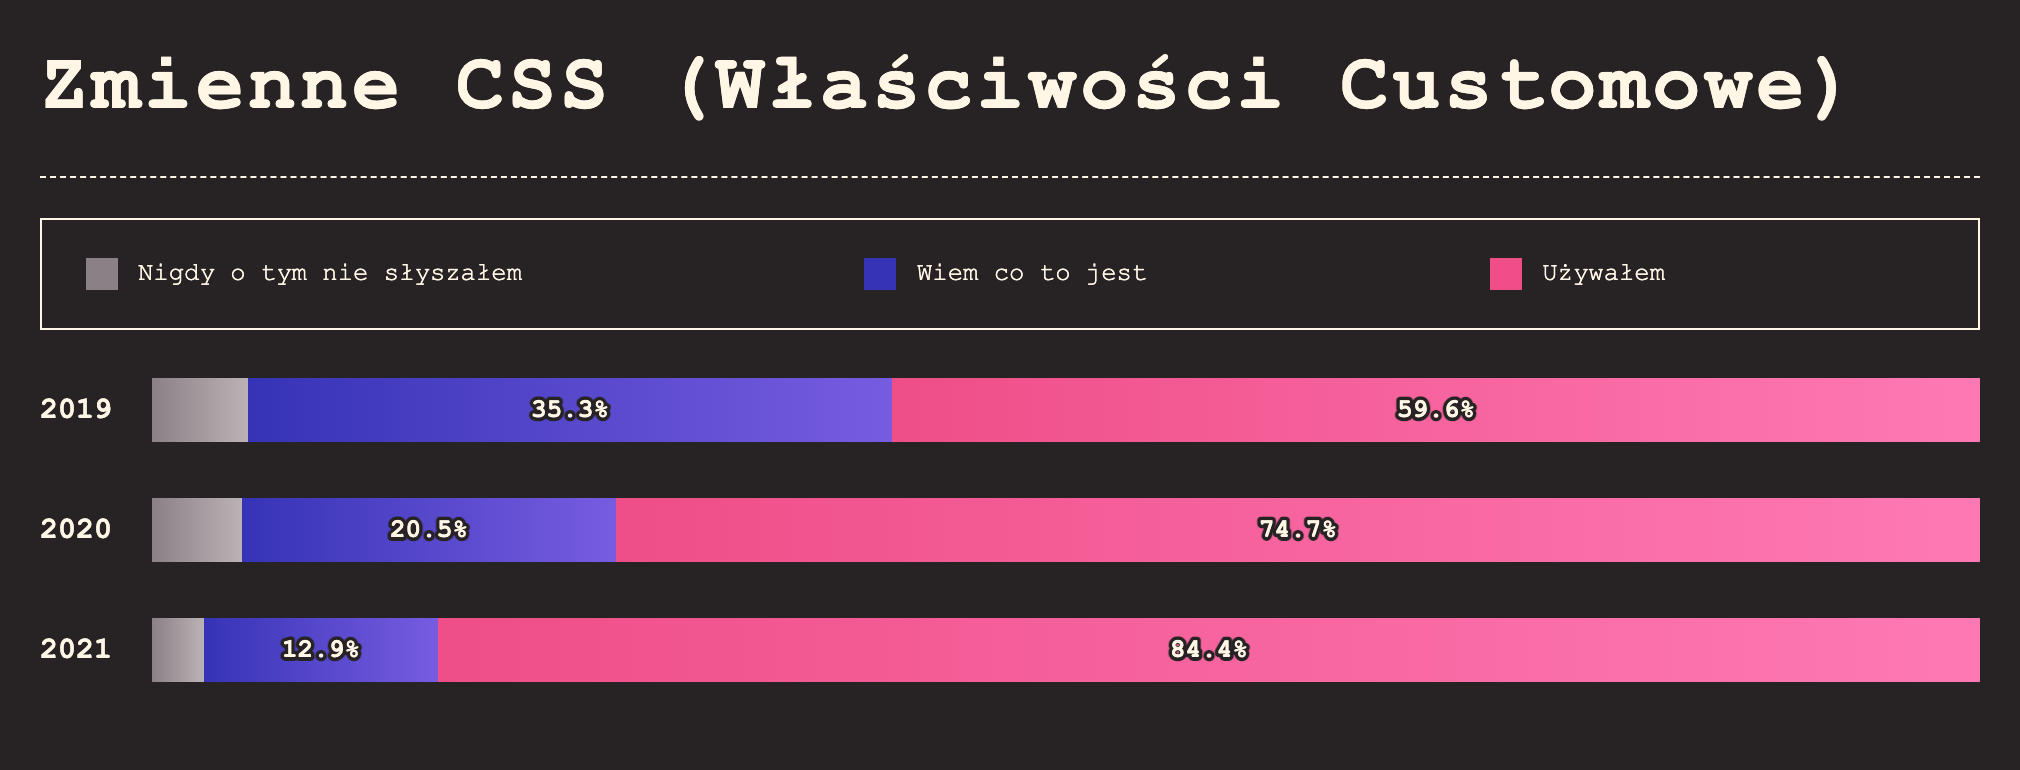 Zmienne CSS (Właściwości Customowe)
Nigdy o tym nie słyszałem Wiem co to jest Używałem
2019 35.3% 59.6%
2020 20.5% 74.7%
2021 12.9% 84.4%